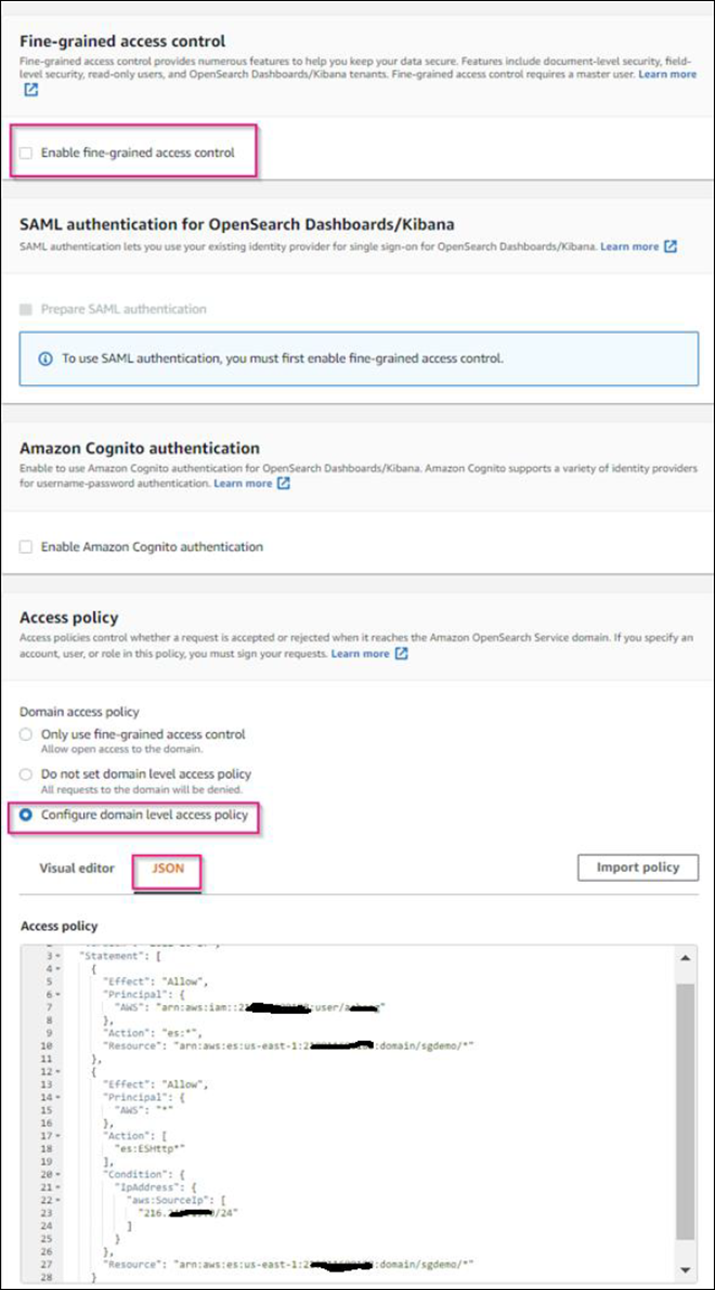 Fine-grained access control
Fine-grained access control provides numerous features to help you keep your data secure. Features include document-level security, field-
level security, read-only users, and OpenSearch Dashboards/Kibana tenants. Fine-grained access control requires a master user. Learn more
Enable fine-grained access control
SAML authentication for OpenSearch Dashboards/Kibana
SAML authentication lets you use your existing identity provider for single sign-on for OpenSearch Dashboards/Kibana. Learn more
Prepare SAML authentication
To use SAML authentication, you must first enable fine-grained access control.
Amazon Cognito authentication
Enable to use Amazon Cognito authentication for OpenSearch Dashboards/Kibana. Amazon Cognito supports a variety of identity providers
for username-password authentication. Learn more
Enable Amazon Cognito authentication
Access policy
Access policies control whether a request is accepted or rejected when it reaches the Amazon OpenSearch Service domain. If you specify an
account, user, or role in this policy, you must sign your requests. Learn more
Domain access policy
Only use fine-grained access control
Allow open access to the domain.
Do not set domain level access policy
All requests to the domain will be denied.
Configure domain level access policy
Visual editor JSON Import policy
Access policy
3 "Statement": [
4 {
5 "Effect": "Allow",
6 "Principal": {
7 "AWS": "arn:aws:iam::2 :user/a "
8 },
9 "Action": "es:*",
10 "Resource": "arn:aws:es:us-east-1:2 :domain/sgdemo/*"
11 },
12 {
13 "Effect": "Allow",
14 "Principal": {
15 "AWS": "*"
16 },
17 "Action": [
18 "es:ESHttp*"
19 ],
20 "Condition": {
21 "IpAddress": {
22 "aws:SourceIp": [
23 "216. /24"
24 ]
25 }
26 },
27 "Resource": "arn:aws:es:us-east-1:2 :domain/sgdemo/*"
28 }